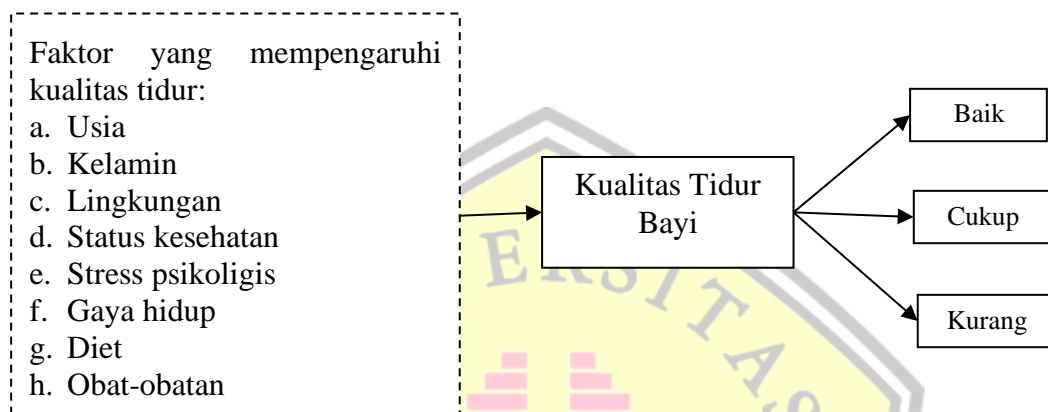 Faktor yang mempengaruhi
kualitas tidur:
a. Usia
b. Kelamin
c. Lingkungan
d. Status kesehatan
e. Stress psikoligis
f. Gaya hidup
g. Diet
h. Obat-obatan
Kualitas Tidur
Bayi
Baik
Cukup
Kurang
ERSITAS